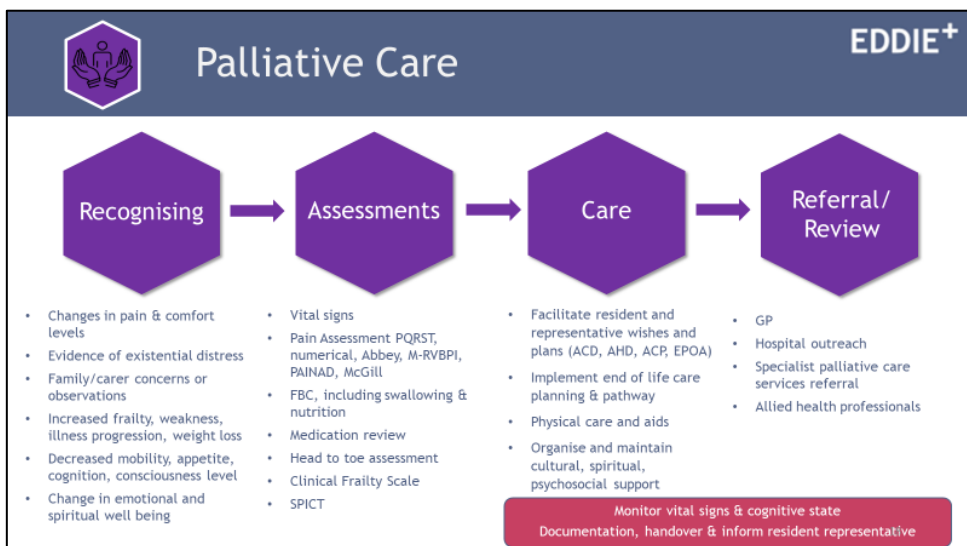 Palliative Care
EDDIE+
Recognising
Assessments
Care
Referral/
Review
• Changes in pain & comfort
levels
• Evidence of existential distress
• Family/carer concerns or
observations
• Increased frailty, weakness,
illness progression, weight loss
• Decreased mobility, appetite,
cognition, consciousness level
• Change in emotional and
spiritual well being
• Vital signs
• Pain Assessment PQRST,
numerical, Abbey, M-RVBPI,
PAINAD, McGill
• FBC, including swallowing &
nutrition
• Medication review
• Head to toe assessment
• Clinical Frailty Scale
• SPICT
• Facilitate resident and
representative wishes and
plans (ACD, AHD, ACP, EPOA)
• Implement end of life care
planning & pathway
• Physical care and aids
• Organise and maintain
cultural, spiritual,
psychosocial support
• GP
• Hospital outreach
• Specialist palliative care
services referral
• Allied health professionals
Monitor vital signs & cognitive state
Documentation, handover & inform resident representative